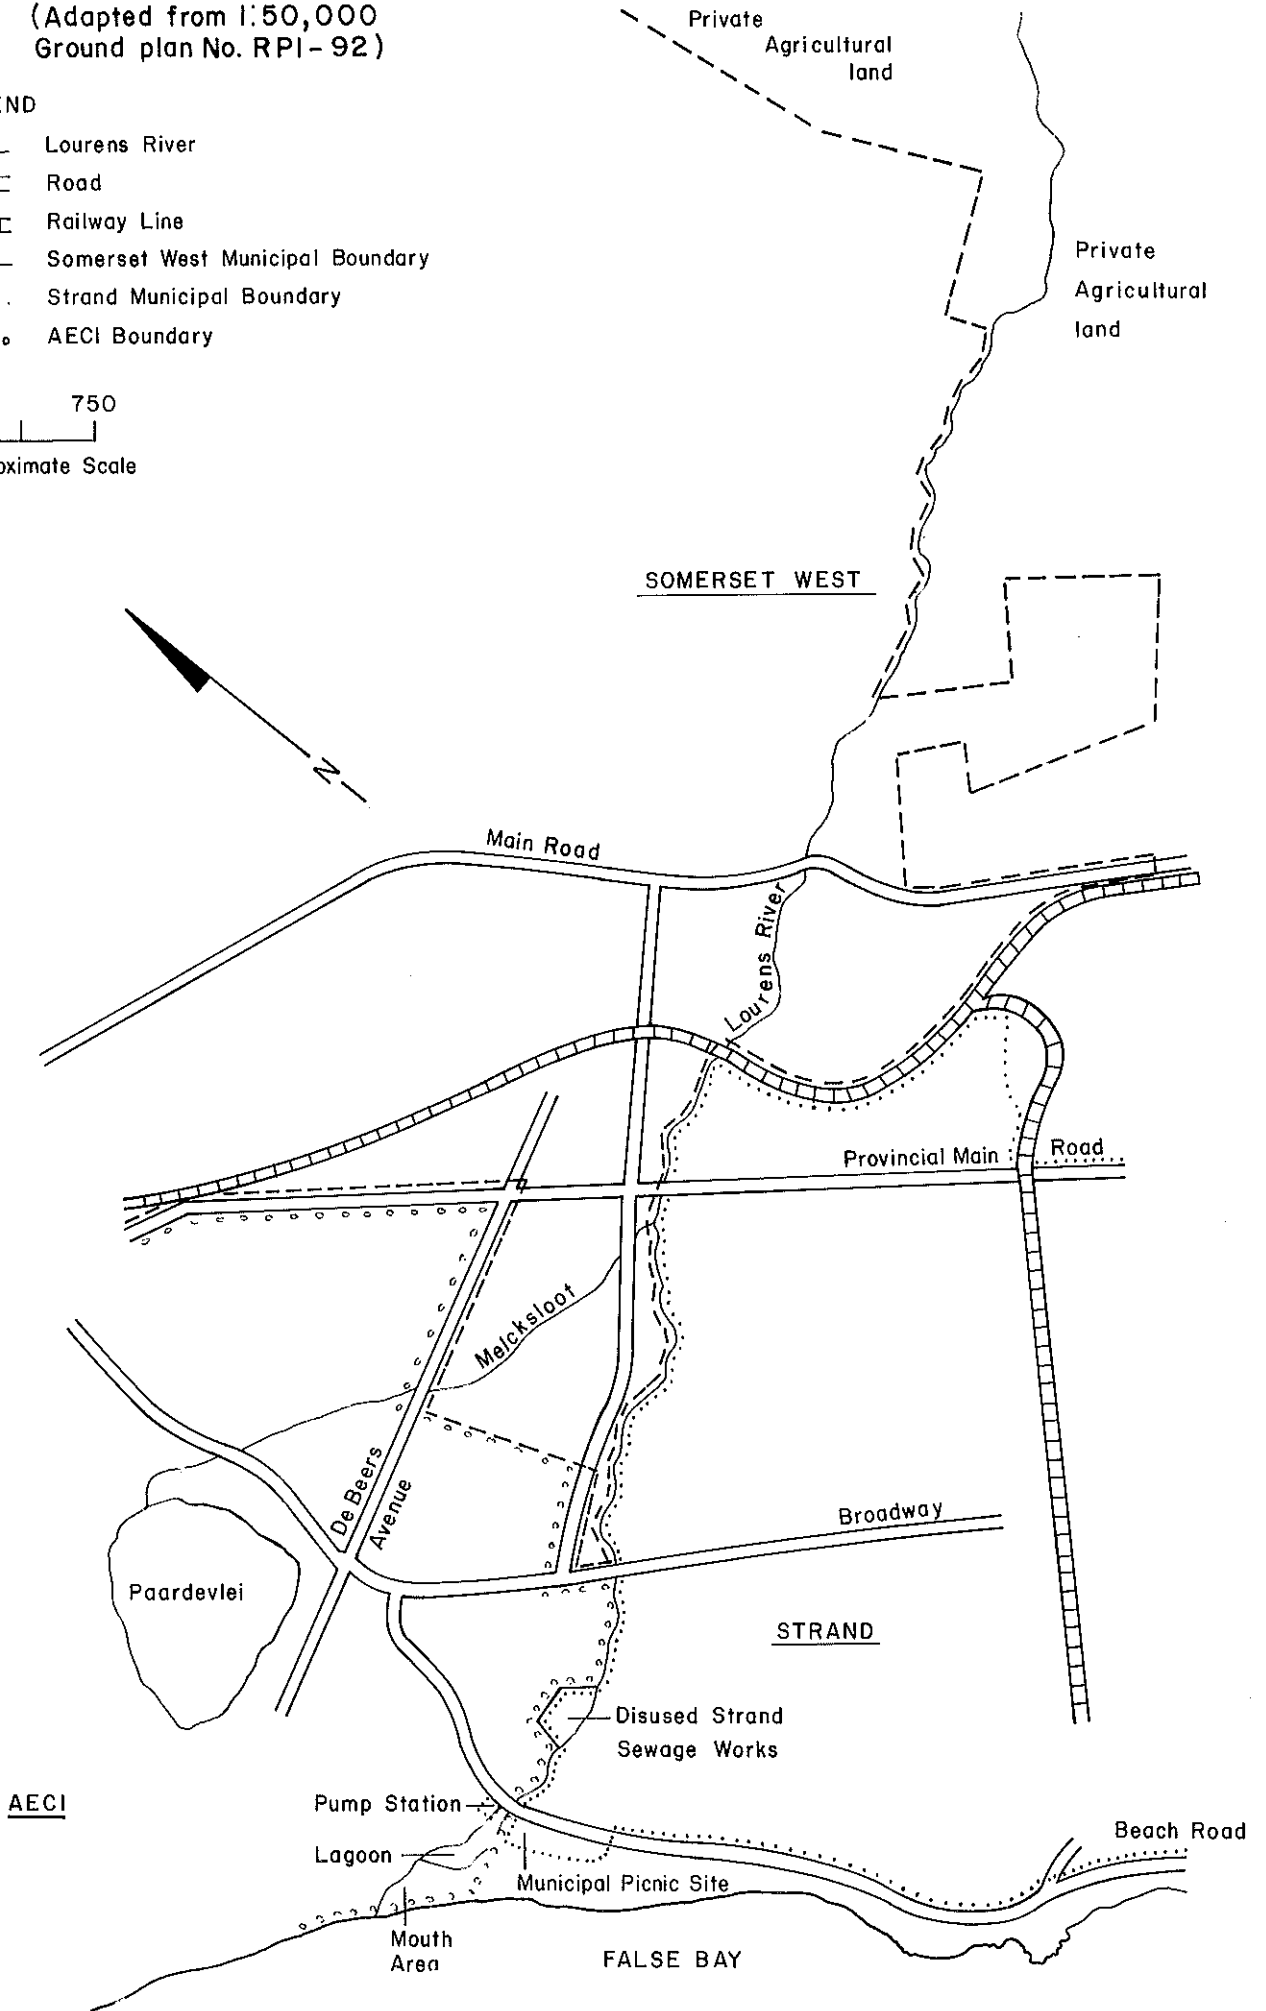 (Adapted from 1:50,000
Ground plan No. RPI-92)
END
Lourens River
Road
Railway Line
Somerset West Municipal Boundary
Strand Municipal Boundary
AECI Boundary
750
oximate Scale
Private
Agricultural
land
Private
Agricultural
land
SOMERSET WEST
N
Main Road
Lourens River
Provincial Main Road
Melcksloot
De Beers
Avenue
Broadway
Paardevlei
STRAND
Disused Strand
Sewage Works
AECI
Pump Station
Lagoon
Beach Road
Municipal Picnic Site
Mouth
Area
FALSE BAY